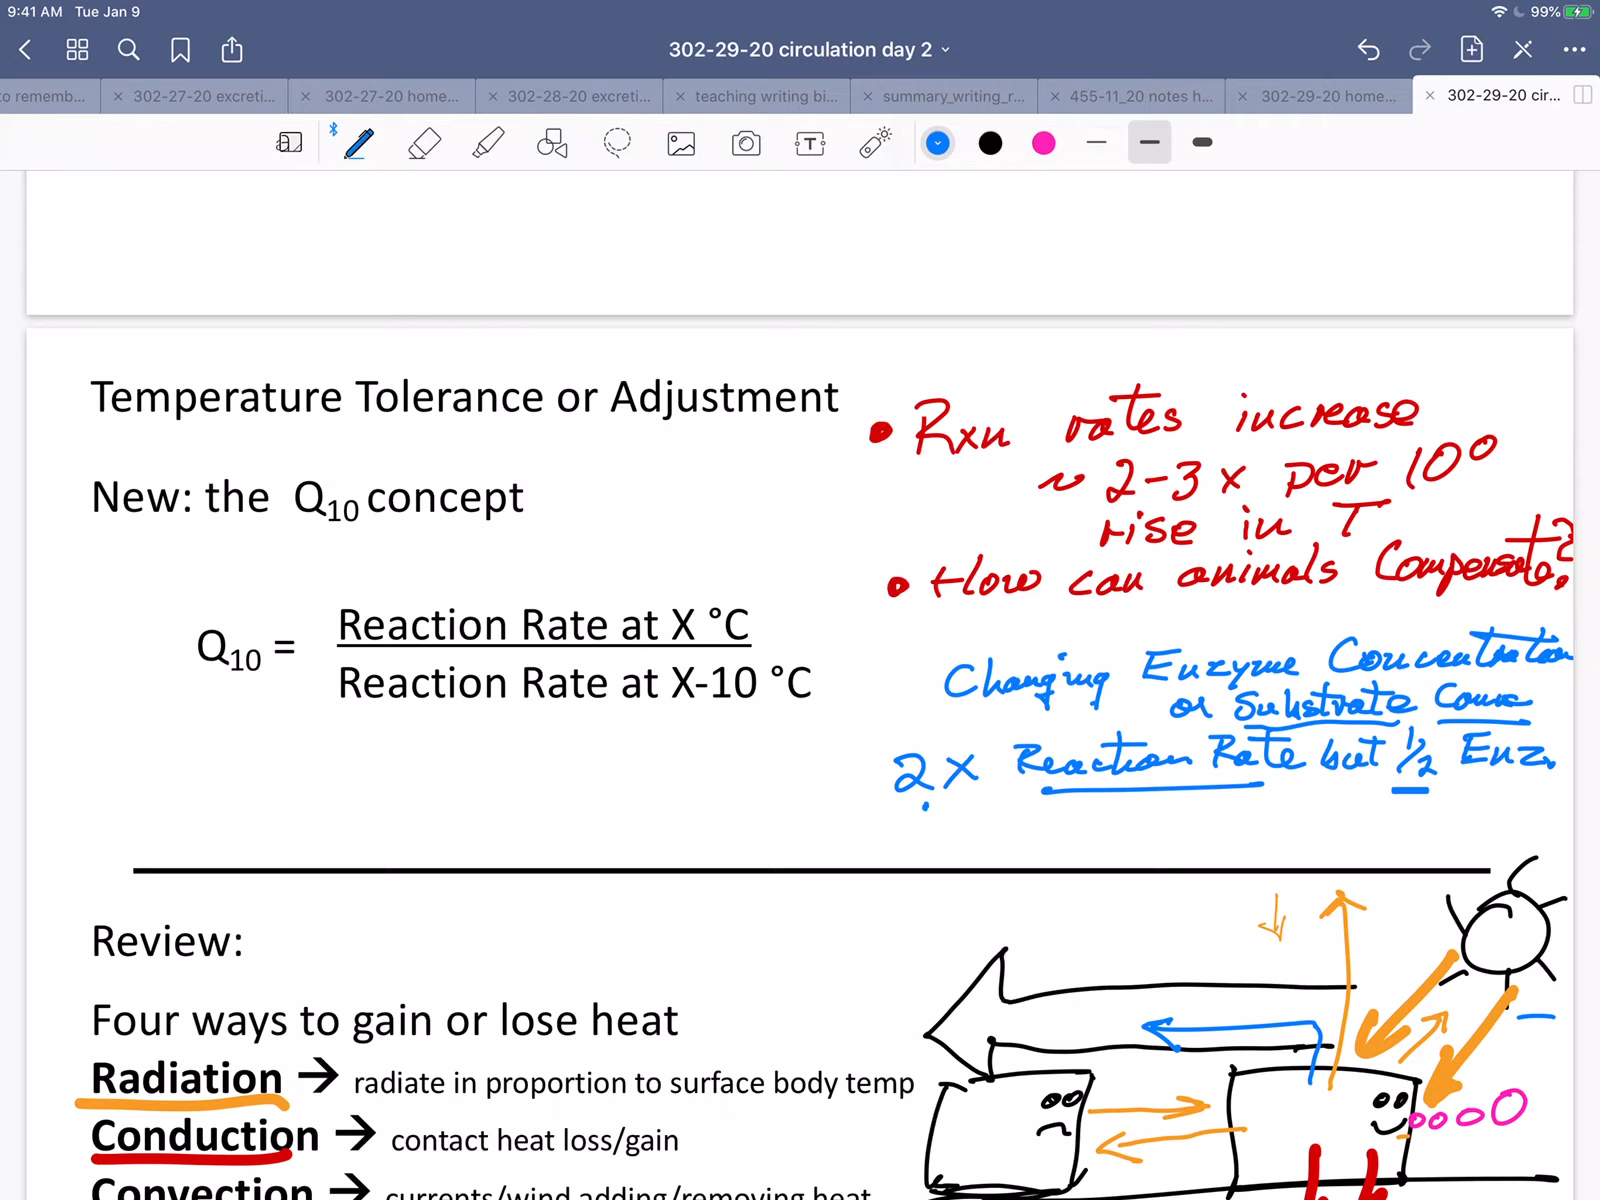 9:41 AM Tue Jan 9
99%
302-29-20 circulation day 2
to rememb...
302-27-20 excreti...
302-27-20 home...
302-28-20 excreti...
teaching writing bi...
summary_writing_r...
455-11_20 notes h...
302-29-20 home...
302-29-20 cir...
Temperature Tolerance or Adjustment
New: the Q10 concept
Q10 =
Reaction Rate at X °C
Reaction Rate at X-10 °C
• Rxn rates increase
~ 2-3 x per 10°
rise in T
• How can animals Compensate?
Changing Enzyme Concentration
or Substrate Conc
2 X Reaction Rate but 1/2 Enz.
Review:
Four ways to gain or lose heat
Radiation → radiate in proportion to surface body temp
Conduction → contact heat loss/gain
Convection → currents/wind adding/removing heat